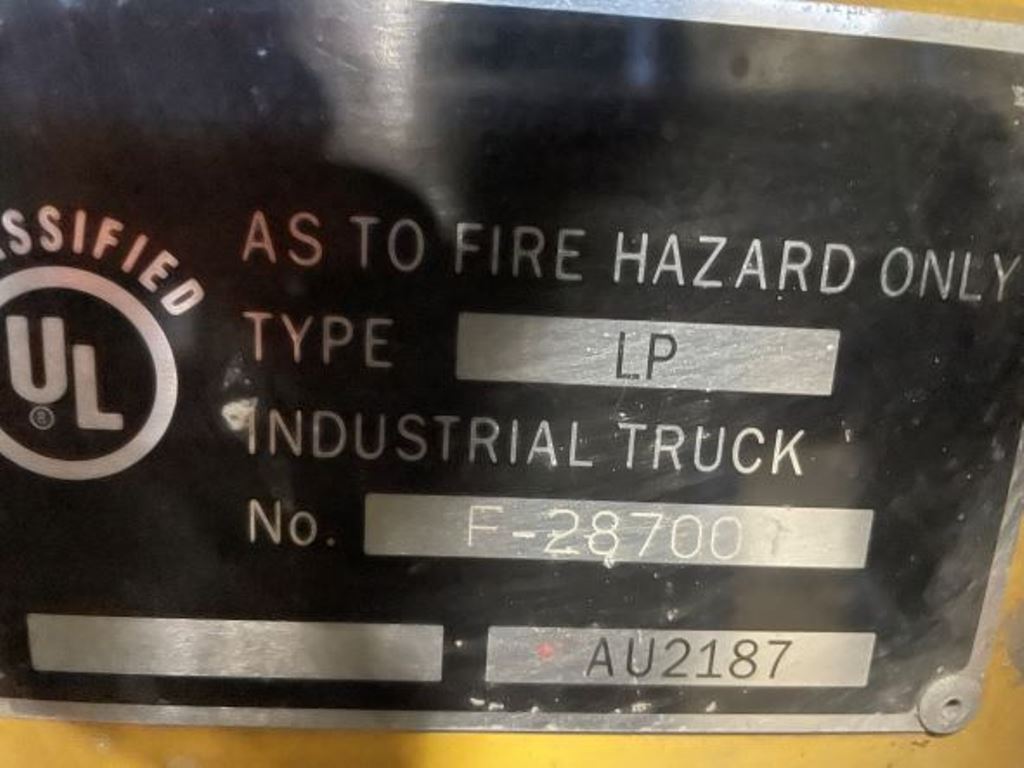 SSIFIED
UL
®
AS TO FIRE HAZARD ONLY
TYPE LP
INDUSTRIAL TRUCK
No. F-28700
AU2187